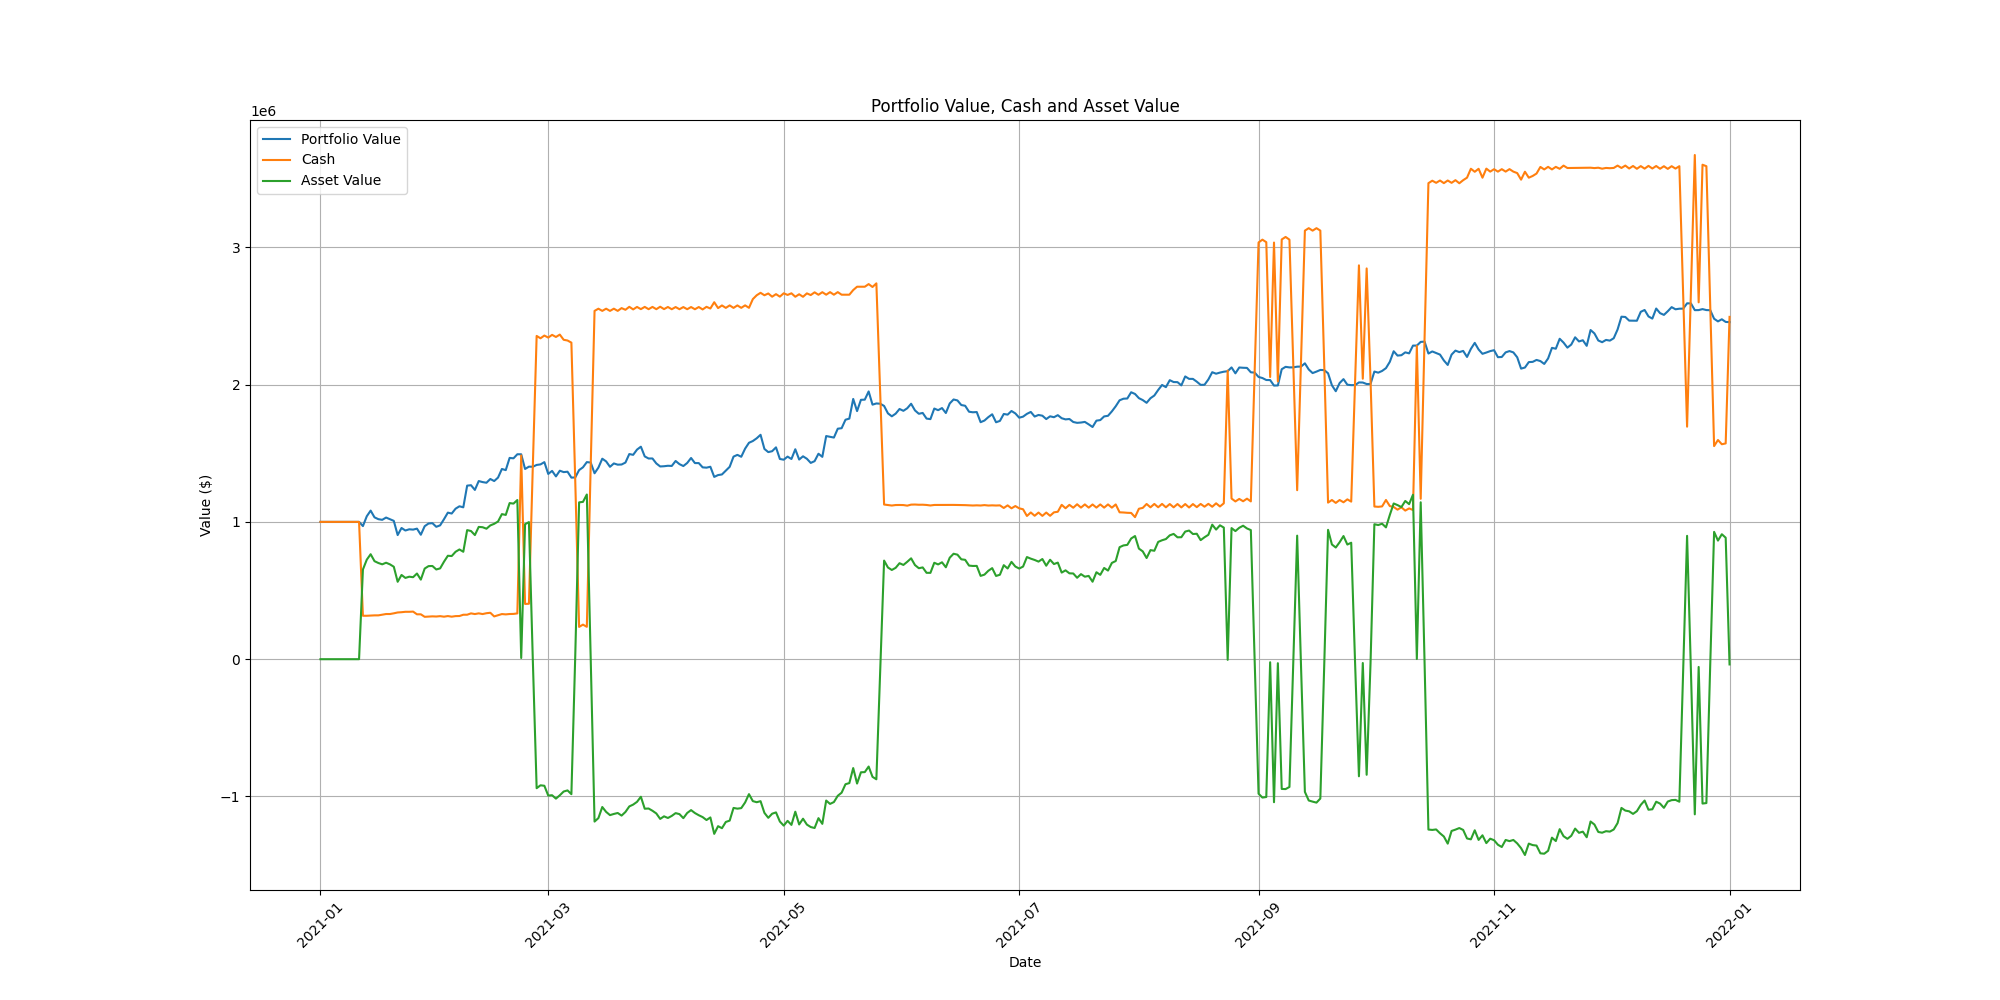 Portfolio Value, Cash and Asset Value
1e6
Portfolio Value
Cash
Asset Value
3
2
1
0
−1
Value ($)
2021-01
2021-03
2021-05
2021-07
2021-09
2021-11
2022-01
Date